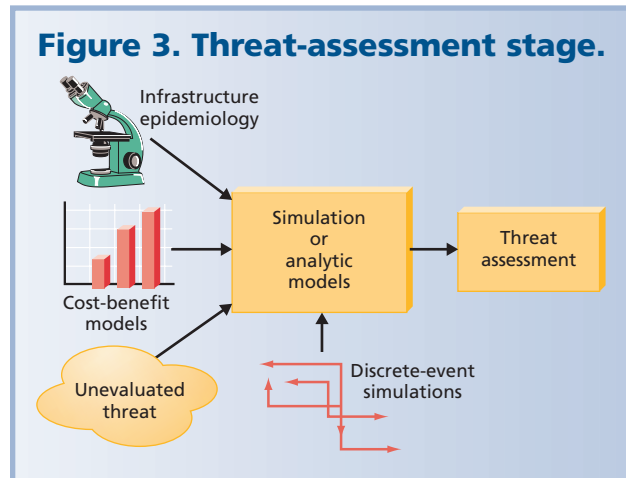 Figure 3. Threat-assessment stage.
Infrastructure
epidemiology
Simulation
or
analytic
models
Threat
assessment
Cost-benefit
models
Unevaluated
threat
Discrete-event
simulations